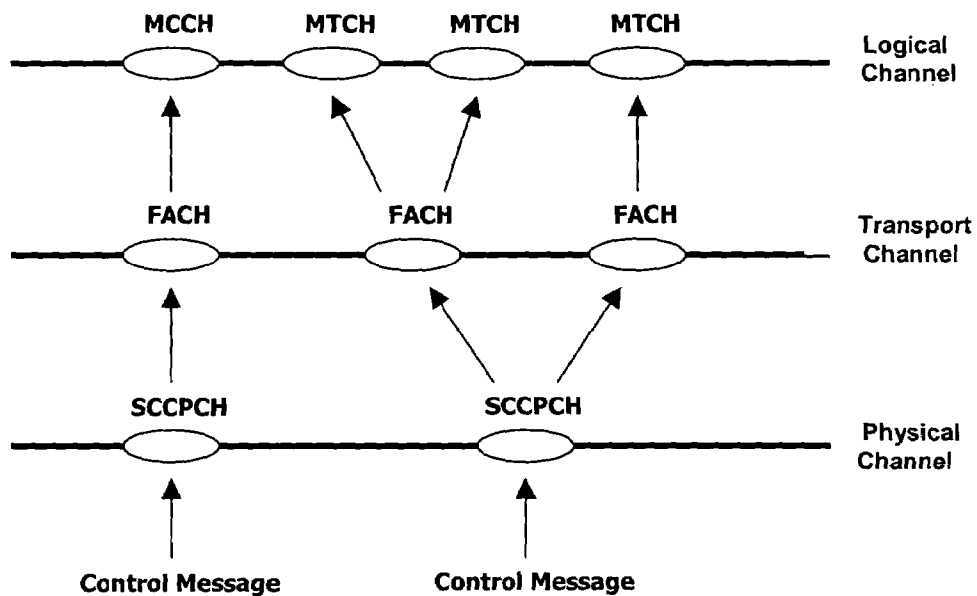 MCCH MTCH MTCH MTCH
Logical
Channel
FACH FACH FACH
Transport
Channel
SCCPCH SCCPCH
Physical
Channel
Control Message Control Message